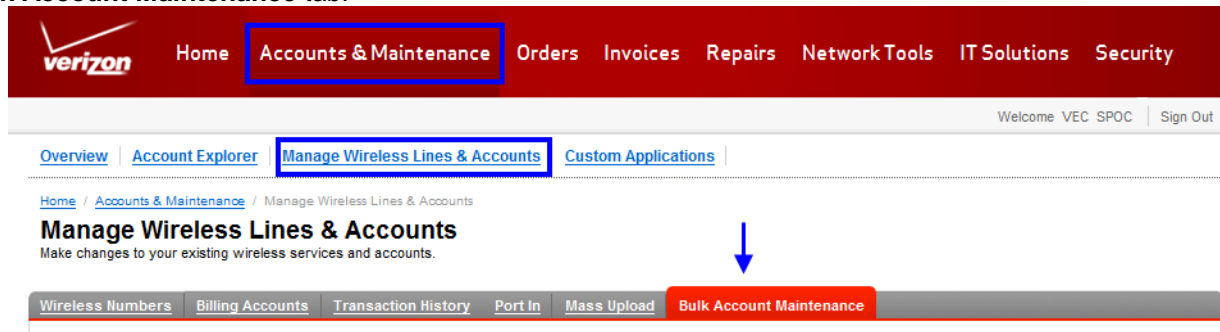 Account Maintenance tab.
verizon Home Accounts & Maintenance Orders Invoices Repairs Network Tools IT Solutions Security
Welcome VEC SPOC Sign Out
Overview Account Explorer Manage Wireless Lines & Accounts Custom Applications
Home / Accounts & Maintenance / Manage Wireless Lines & Accounts
Manage Wireless Lines & Accounts
Make changes to your existing wireless services and accounts.
Wireless Numbers Billing Accounts Transaction History Port In Mass Upload Bulk Account Maintenance